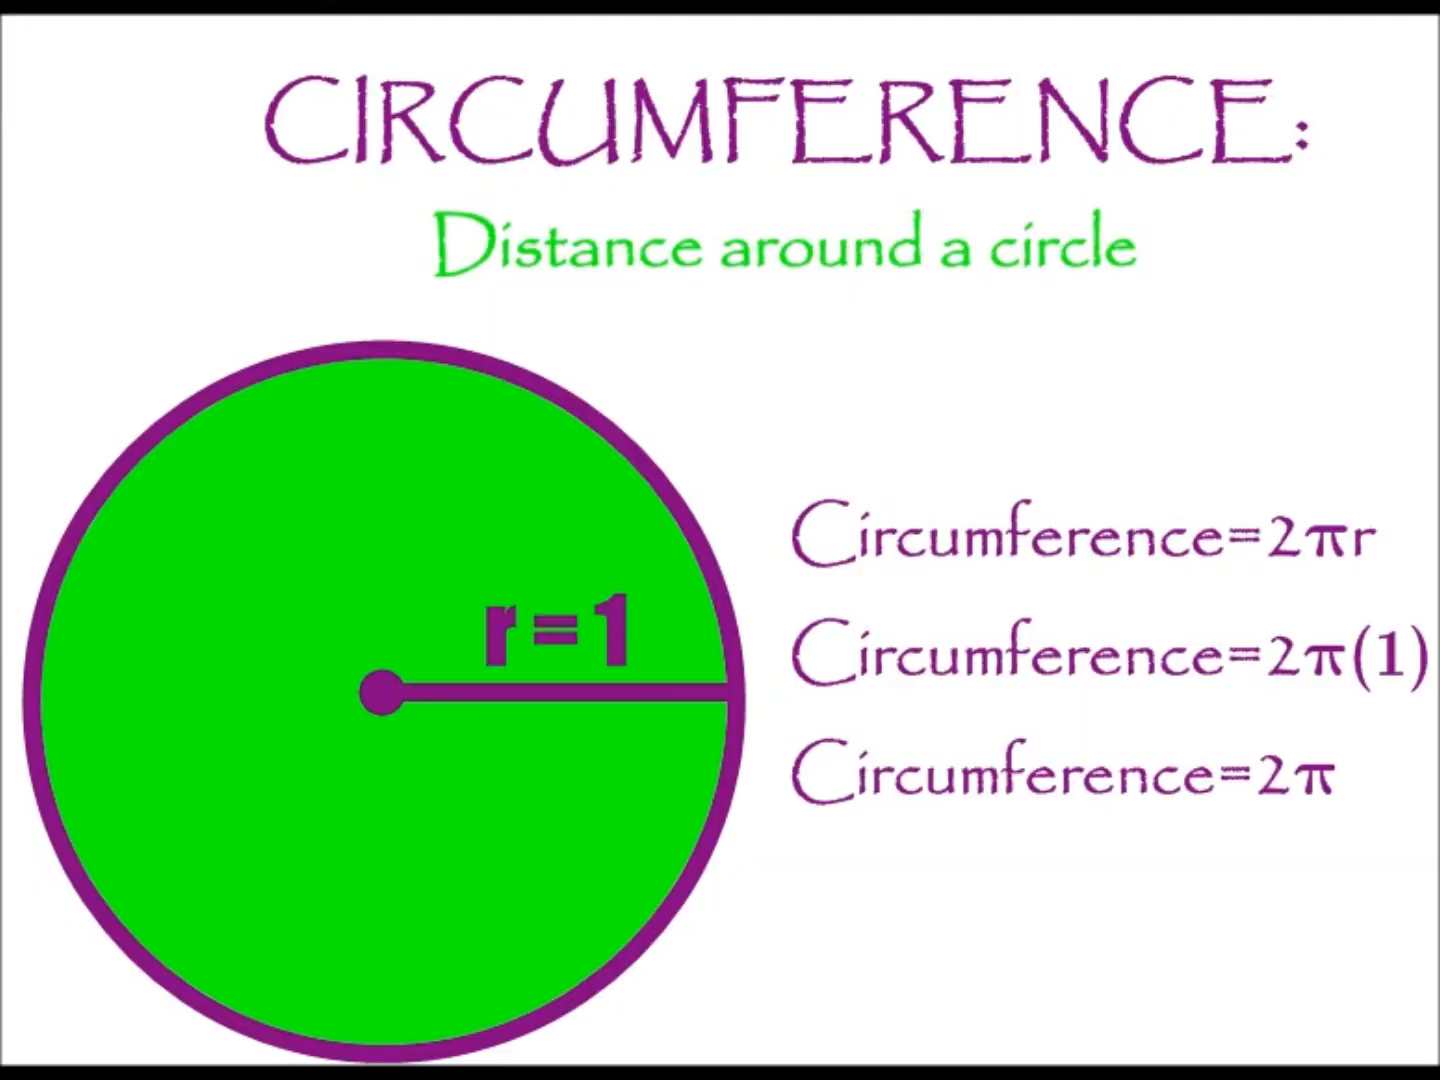 CIRCUMFERENCE:
Distance around a circle
r=1
Circumference=2πr
Circumference=2π(1)
Circumference=2π